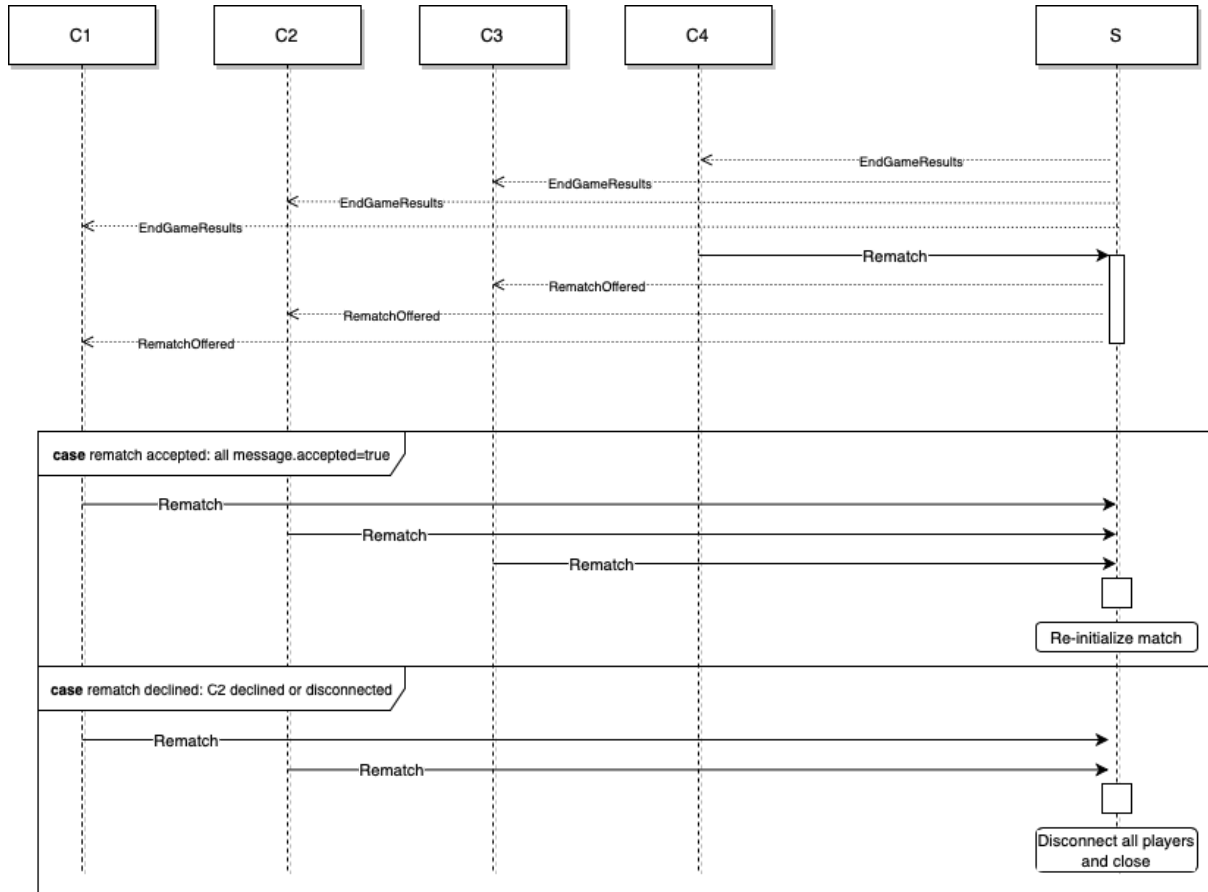 C1
C2
C3
C4
S
EndGameResults
EndGameResults
EndGameResults
EndGameResults
Rematch
RematchOffered
RematchOffered
RematchOffered
case rematch accepted: all message.accepted=true
Rematch
Rematch
Rematch
Re-initialize match
case rematch declined: C2 declined or disconnected
Rematch
Rematch
Disconnect all players
and close